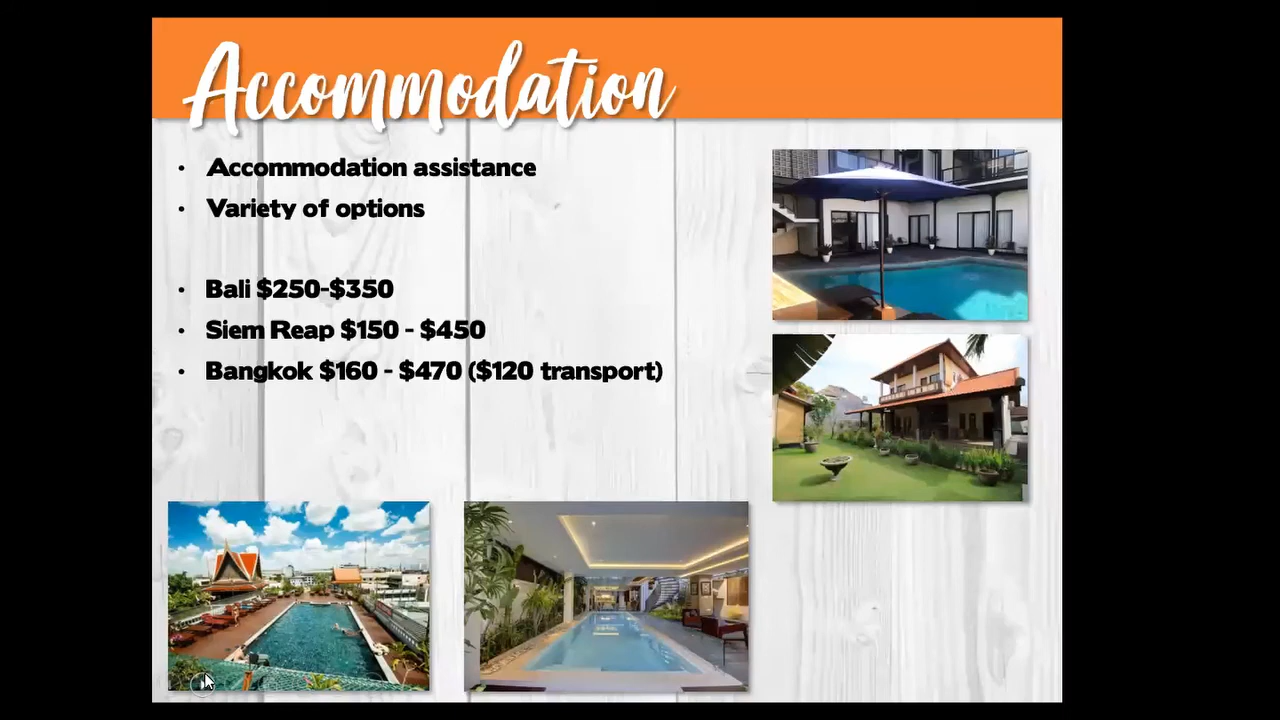 Accommodation
• Accommodation assistance
• Variety of options
• Bali $250-$350
• Siem Reap $150 - $450
• Bangkok $160 - $470 ($120 transport)